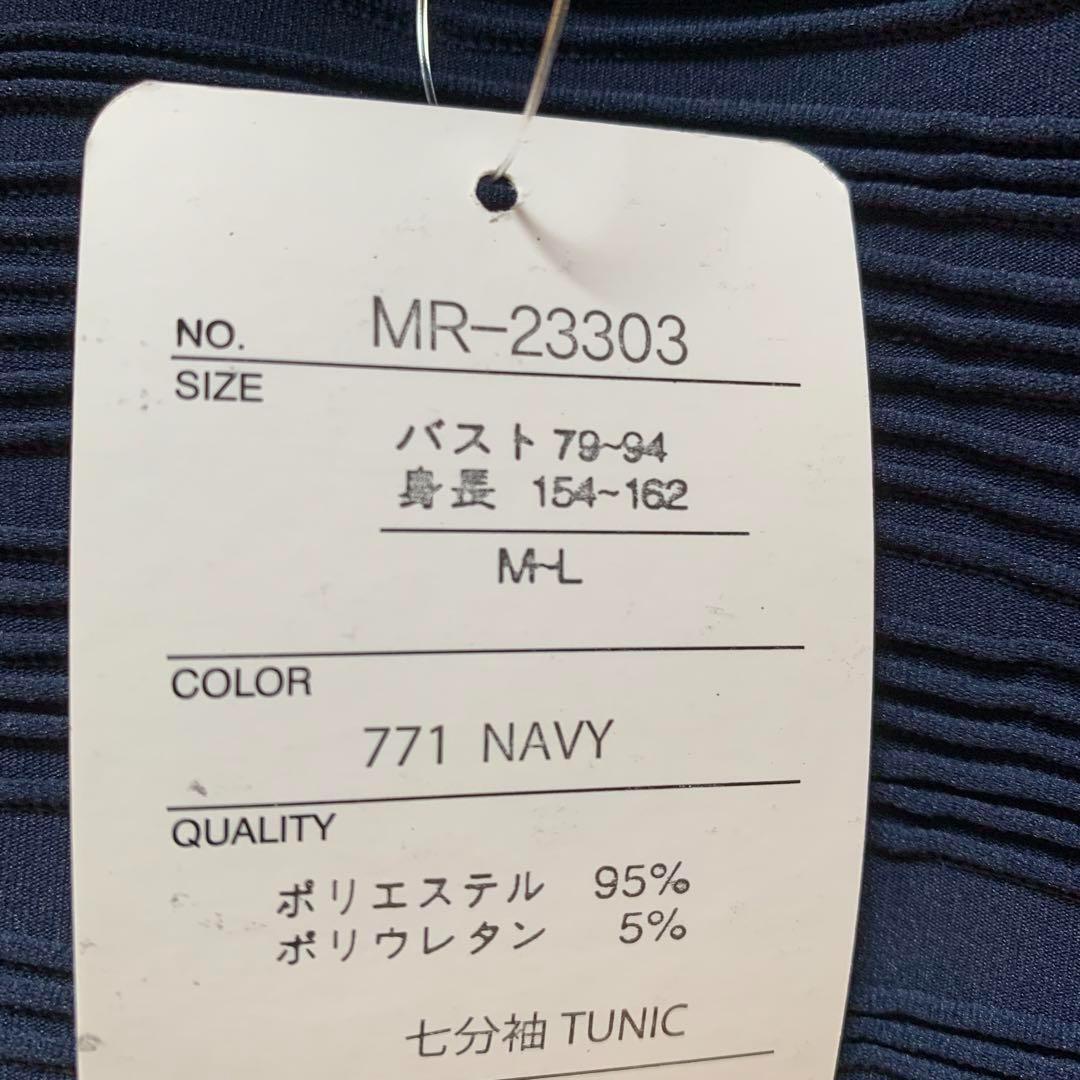 NO. MR-23303
SIZE
バスト 79~94
身長 154~162
M~L
COLOR
771 NAVY
QUALITY
ポリエステル 95%
ポリウレタン 5%
七分袖 TUNIC